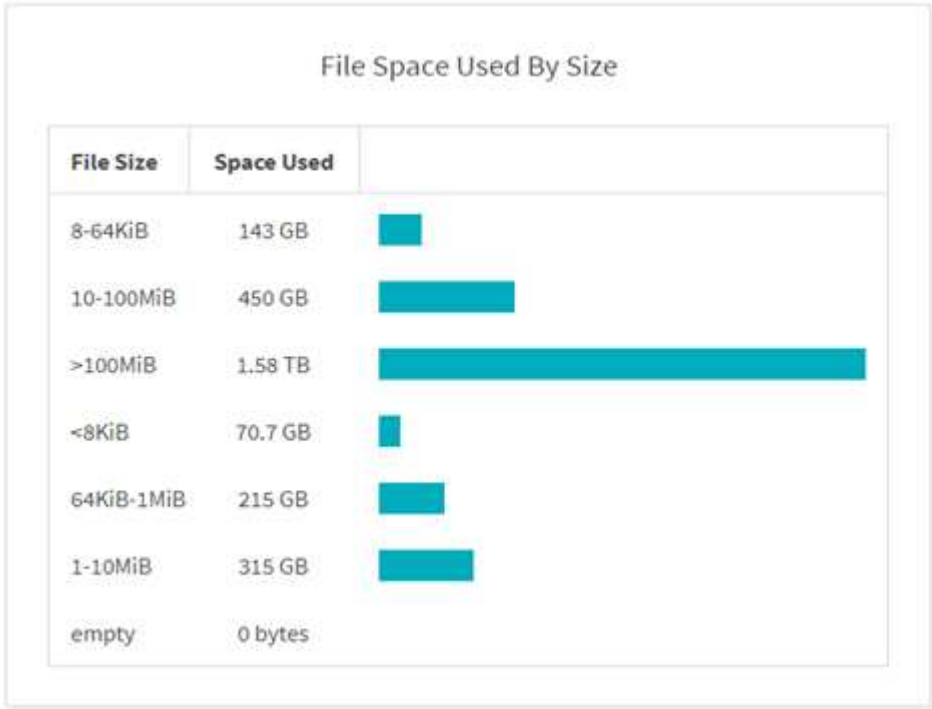 File Space Used By Size
File Size Space Used
8-64KiB 143 GB
10-100MiB 450 GB
>100MiB 1.58 TB
<8KiB 70.7 GB
64KiB-1MiB 215 GB
1-10MiB 315 GB
empty 0 bytes